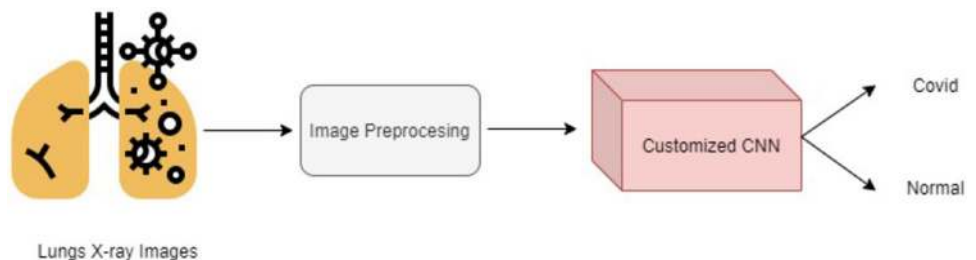 Image Preprocesing
Customized CNN
Covid
Normal
Lungs X-ray Images